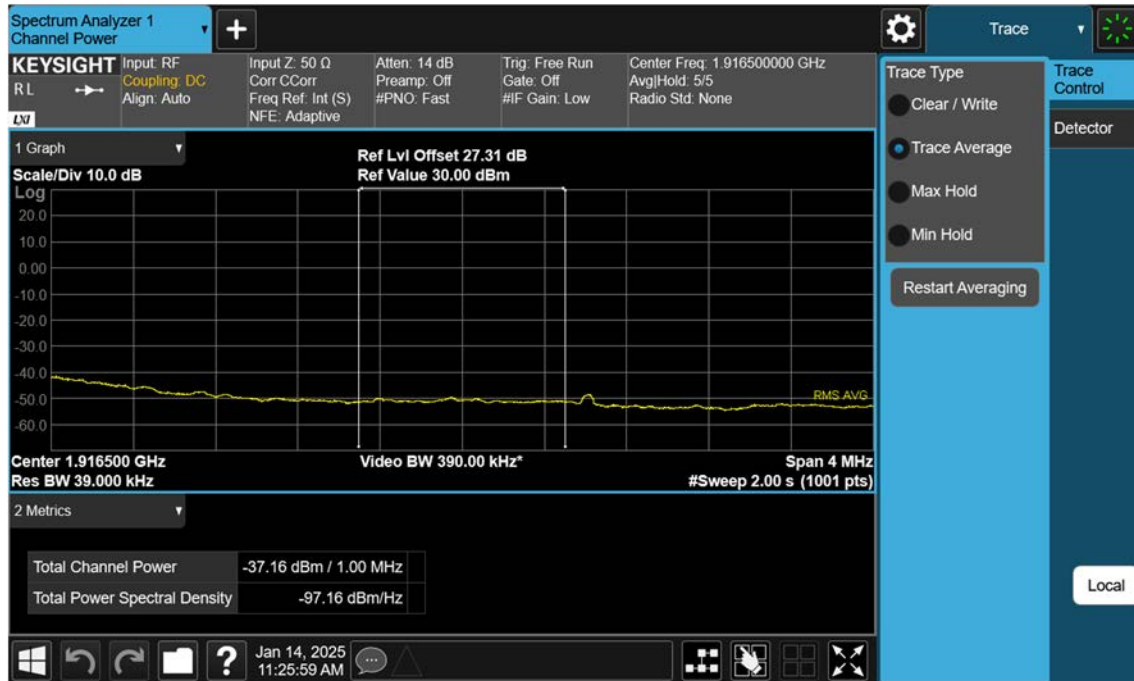 Spectrum Analyzer 1
Channel Power
+
Trace
KEYSIGHT
R L
LXI
Input: RF
Coupling: DC
Align: Auto
Input Z: 50 Ω
Corr CCorr
Freq Ref: Int (S)
NFE: Adaptive
Atten: 14 dB
Preamp: Off
#PNO: Fast
Trig: Free Run
Gate: Off
#IF Gain: Low
Center Freq: 1.916500000 GHz
Avg|Hold: 5/5
Radio Std: None
1 Graph
Scale/Div 10.0 dB
Ref Lvl Offset 27.31 dB
Ref Value 30.00 dBm
Log
20.0
10.0
0.00
-10.0
-20.0
-30.0
-40.0
-50.0
-60.0
RMS AVG
Center 1.916500 GHz
Video BW 390.00 kHz*
Span 4 MHz
Res BW 39.000 kHz
#Sweep 2.00 s (1001 pts)
2 Metrics
Total Channel Power -37.16 dBm / 1.00 MHz
Total Power Spectral Density -97.16 dBm/Hz
Trace Type
Clear / Write
Trace Average
Max Hold
Min Hold
Restart Averaging
Trace
Control
Detector
Local
?
Jan 14, 2025
11:25:59 AM